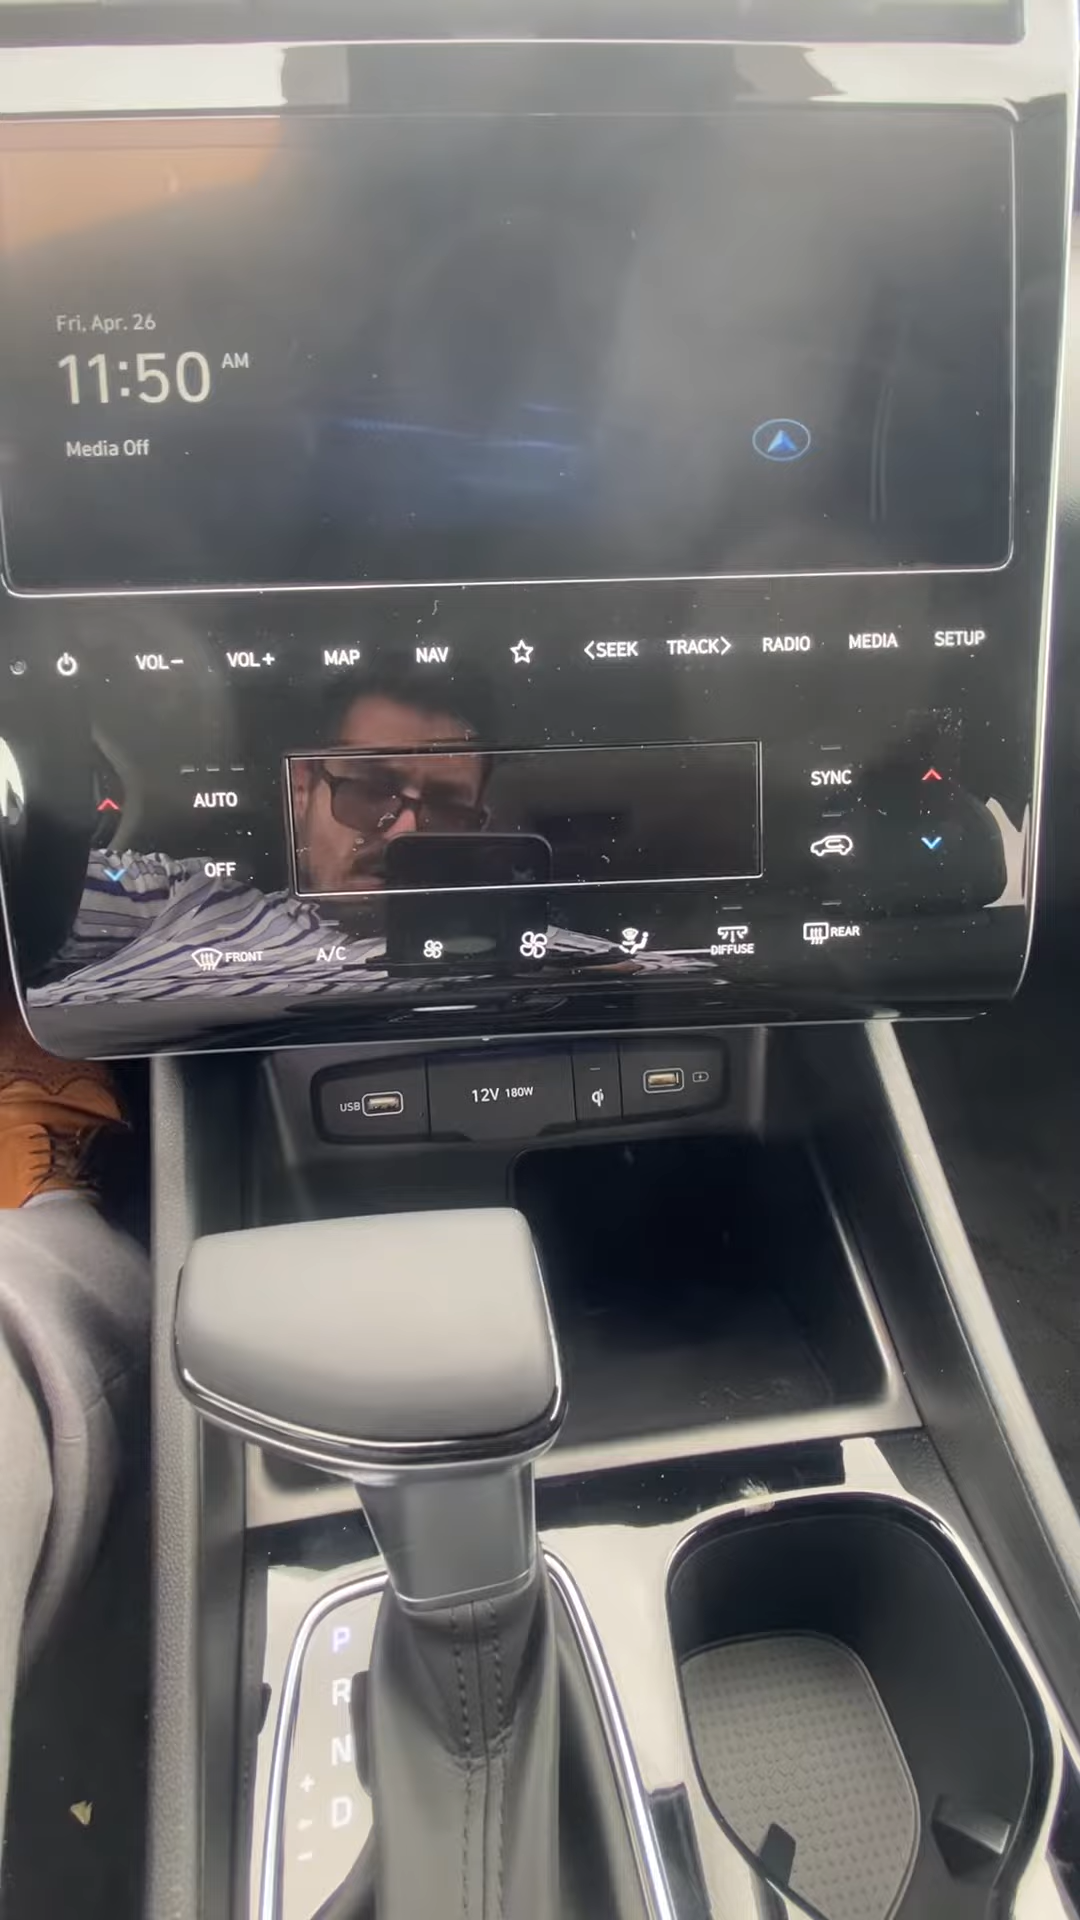 Fri, Apr. 26
11:50 AM
Media Off
VOL− VOL+ MAP NAV <SEEK TRACK> RADIO MEDIA SETUP
AUTO SYNC
OFF
FRONT A/C DIFFUSE REAR
USB 12V 180W
P
R
N
+
D
−